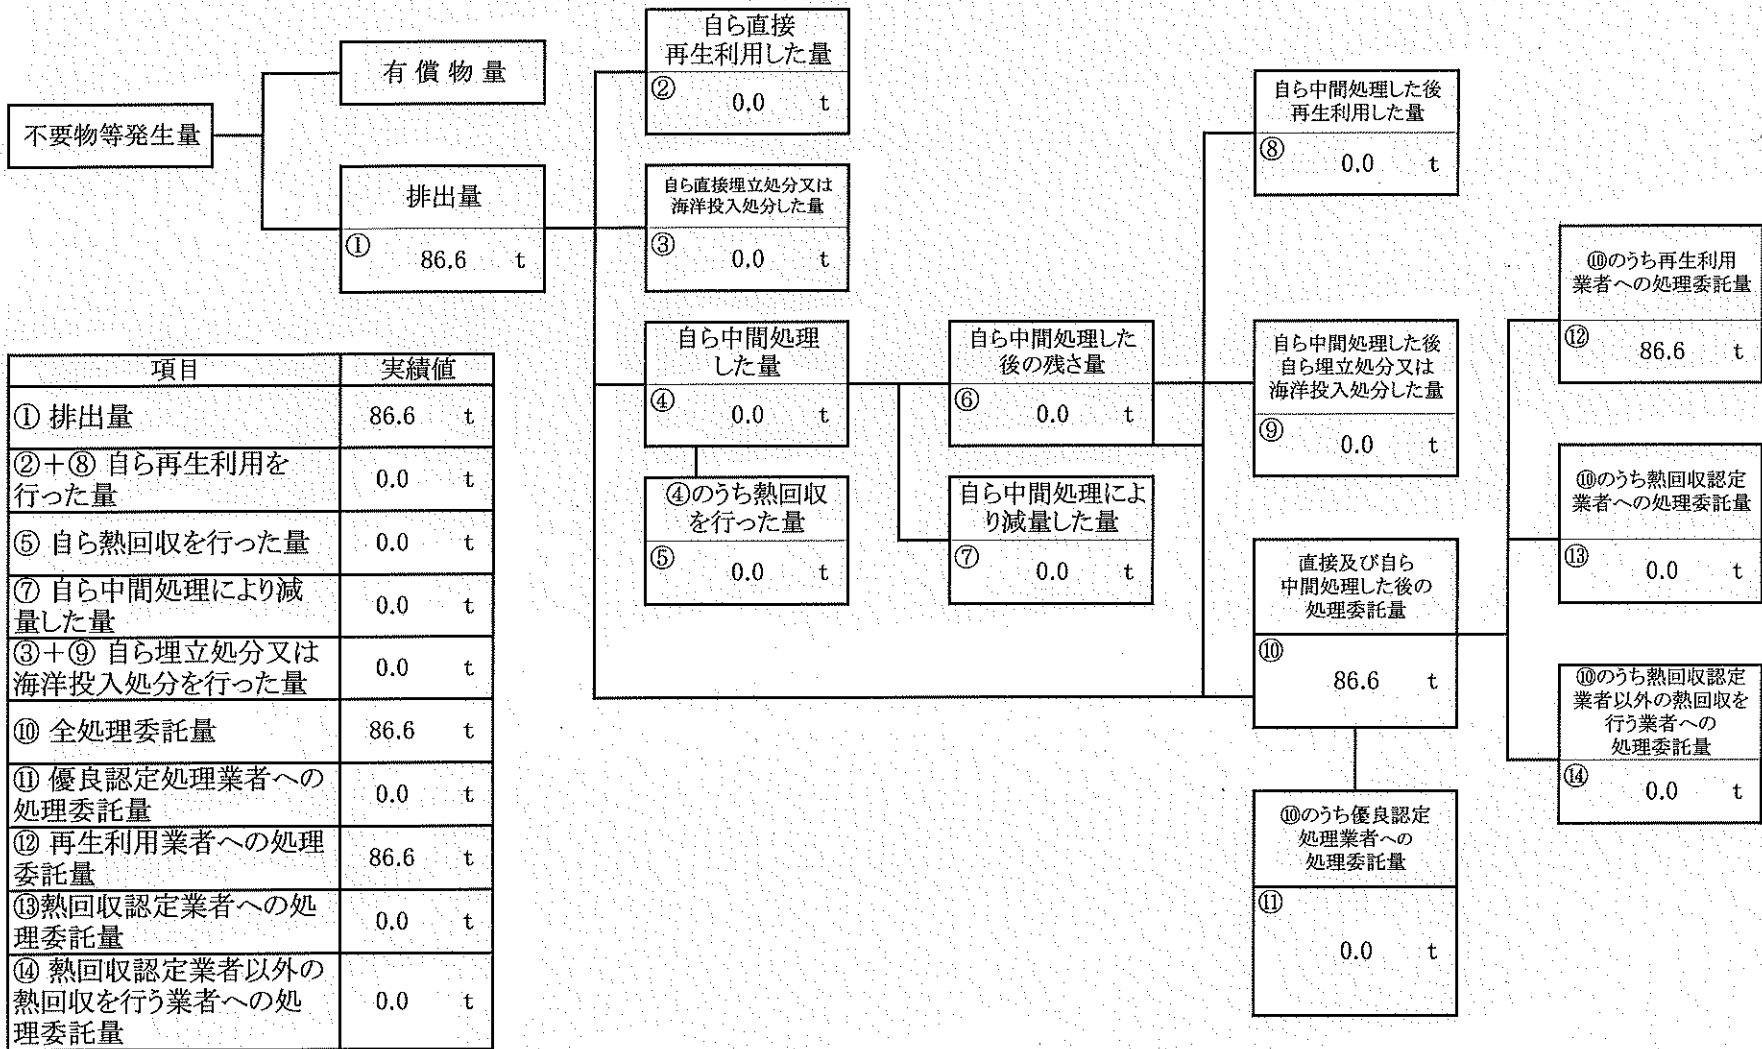 不要物等発生量
有償物量
排出量
① 86.6 t
自ら直接
再生利用した量
② 0.0 t
自ら直接埋立処分又は
海洋投入処分した量
③ 0.0 t
自ら中間処理
した量
④ 0.0 t
④のうち熱回収
を行った量
⑤ 0.0 t
自ら中間処理した
後の残さ量
⑥ 0.0 t
自ら中間処理によ
り減量した量
⑦ 0.0 t
自ら中間処理した後
再生利用した量
⑧ 0.0 t
自ら中間処理した後
自ら埋立処分又は
海洋投入処分した量
⑨ 0.0 t
直接及び自ら
中間処理した後の
処理委託量
⑩ 86.6 t
⑩のうち優良認定
処理業者への
処理委託量
⑪ 0.0 t
⑩のうち再生利用
業者への処理委託量
⑫ 86.6 t
⑩のうち熱回収認定
業者への処理委託量
⑬ 0.0 t
⑩のうち熱回収認定
業者以外の熱回収を
行う業者への
処理委託量
⑭ 0.0 t
項目 実績値
① 排出量 86.6 t
②+⑧ 自ら再生利用を
行った量 0.0 t
⑤ 自ら熱回収を行った量 0.0 t
⑦ 自ら中間処理により減
量した量 0.0 t
③+⑨ 自ら埋立処分又は
海洋投入処分を行った量 0.0 t
⑩ 全処理委託量 86.6 t
⑪ 優良認定処理業者への
処理委託量 0.0 t
⑫ 再生利用業者への処理
委託量 86.6 t
⑬熱回収認定業者への処
理委託量 0.0 t
⑭ 熱回収認定業者以外の
熱回収を行う業者への処
理委託量 0.0 t